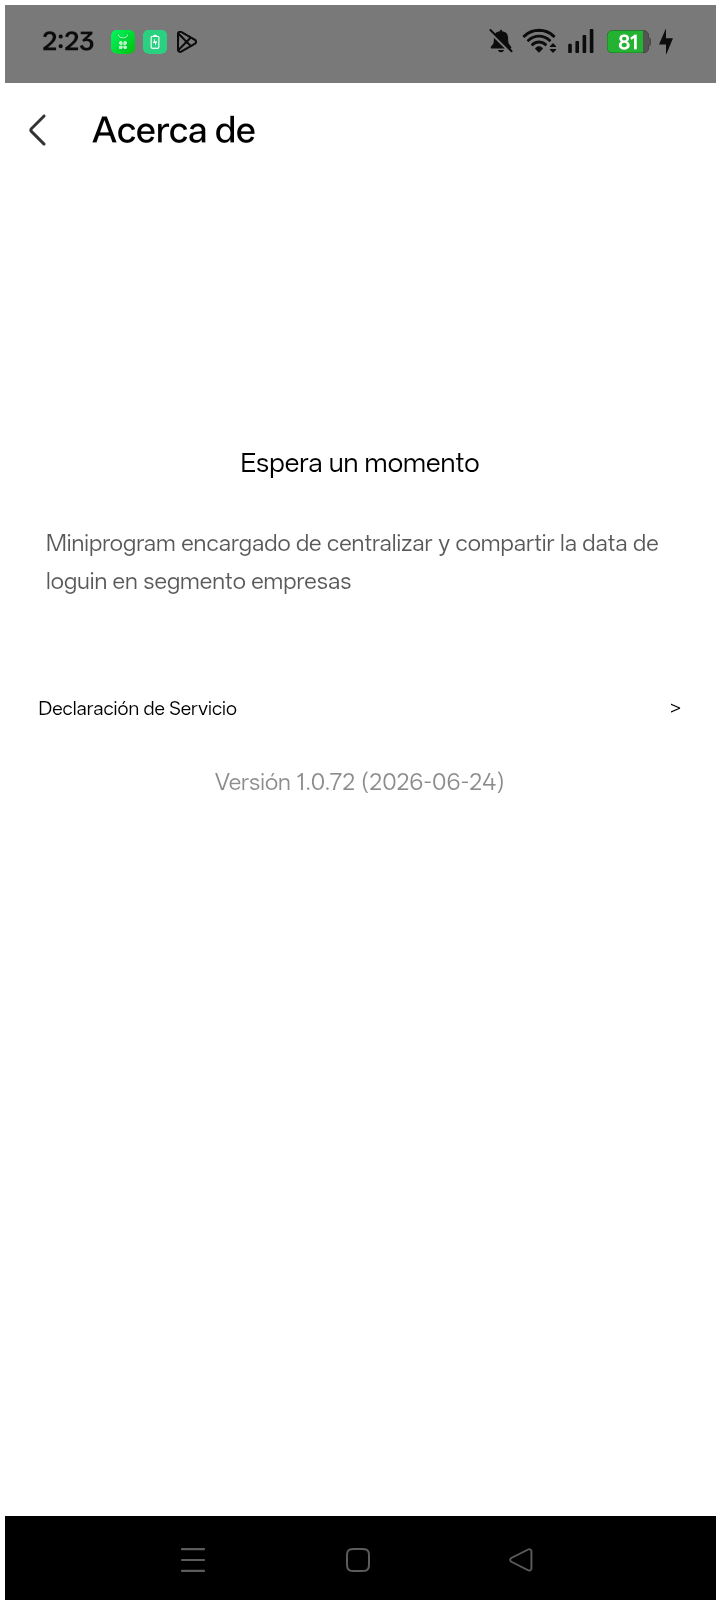 2:23
81
Acerca de
Espera un momento
Miniprogram encargado de centralizar y compartir la data de
loguin en segmento empresas
Declaración de Servicio >
Versión 1.0.72 (2026-06-24)